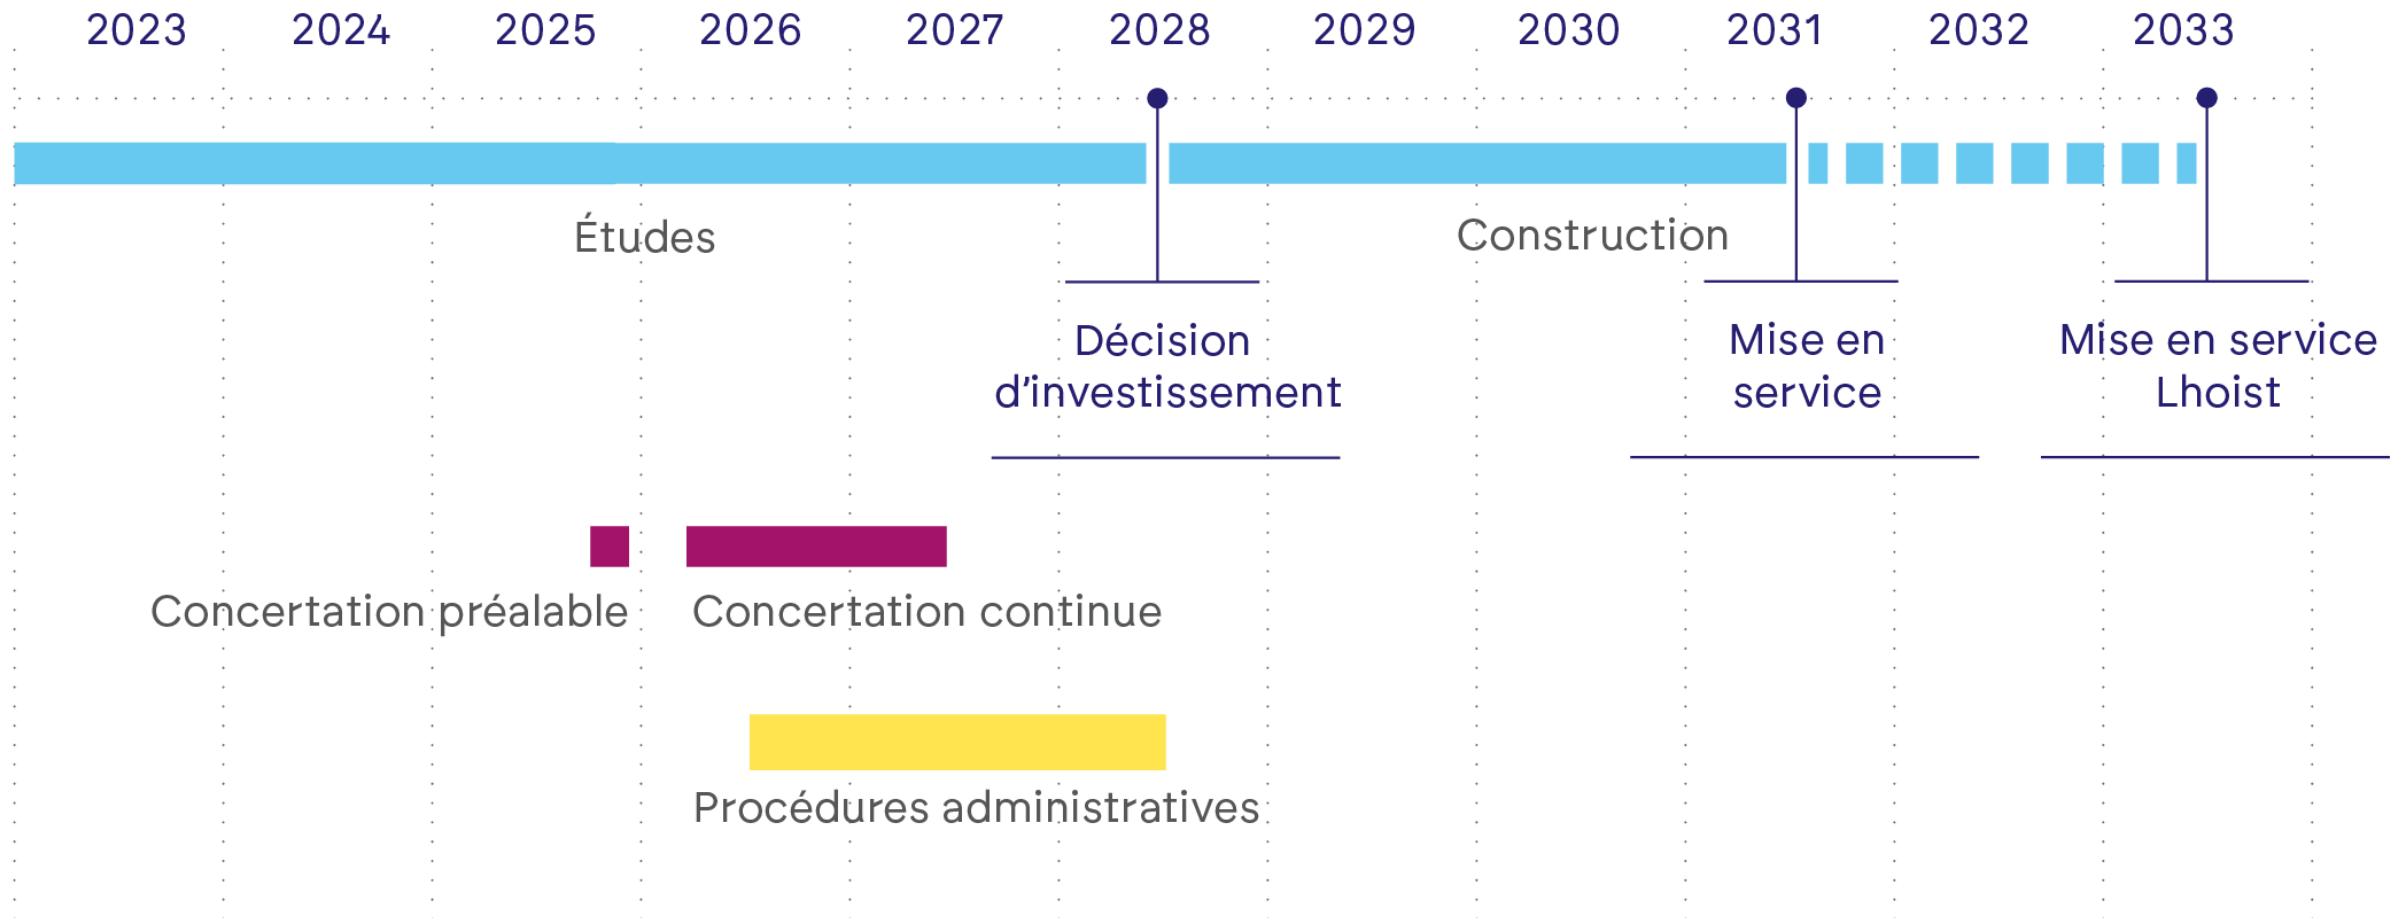 2023 2024 2025 2026 2027 2028 2029 2030 2031 2032 2033
Études
Construction
Décision
d'investissement
Mise en
service
Mise en service
Lhoist
Concertation préalable
Concertation continue
Procédures administratives